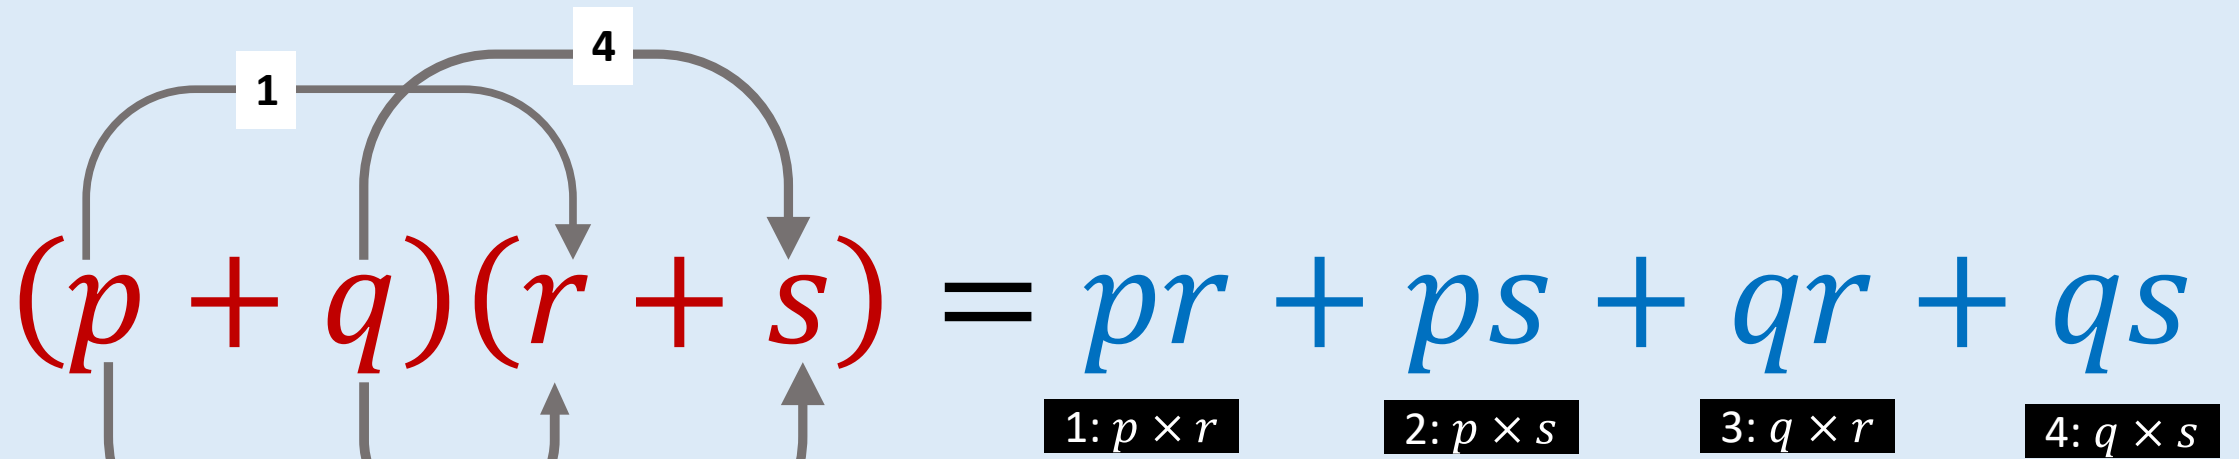 4
1
(p + q)(r + s) = pr + ps + qr + qs
1: p × r 2: p × s 3: q × r 4: q × s